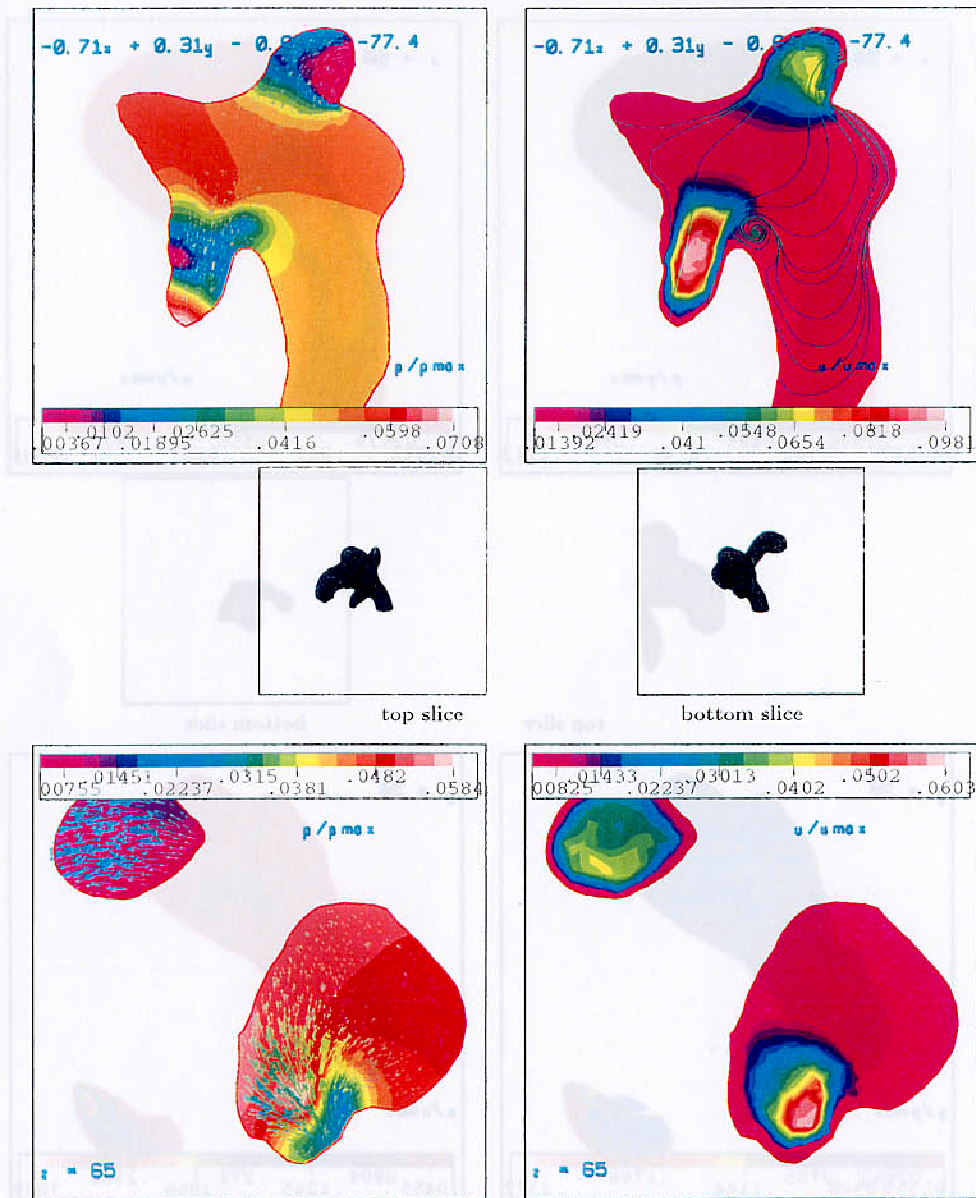 -0.71x + 0.31y - 0. -77.4
-0.71x + 0.31y - 0. -77.4
p/pmax
u/umax
.0102 .02625 .0598
00367 .01895 .0416 .0708
.02419 .0548 .0818
.01392 .041 .0654 .0981
top slice
bottom slice
.01451 .0315 .0482
00755 .02237 .0381 .0584
.01433 .03013 .0502
00825 .02237 .0402 .0603
p/pmax
u/umax
z = 65
z = 65